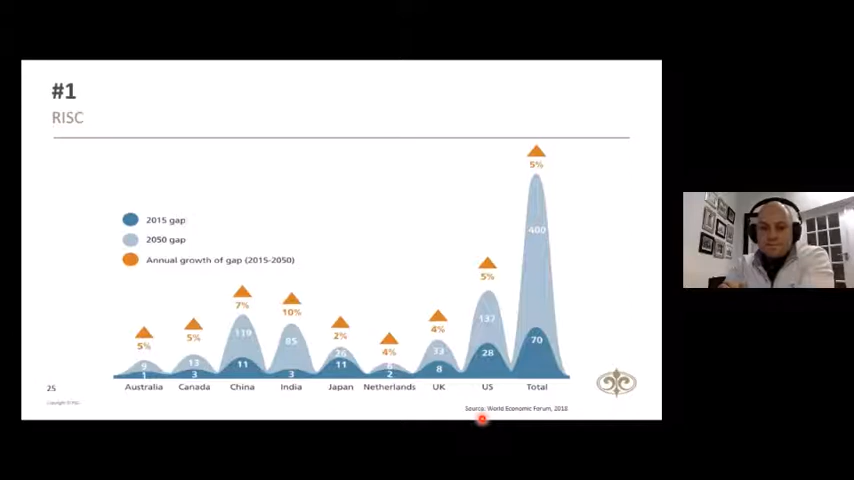 #1
RISC
5%
2015 gap
400
2050 gap
Annual growth of gap (2015-2050)
5%
7%
10%
137
5%
5%
2%
4%
4%
119
85
9
13
26
33
6
70
28
1
3
11
3
11
2
8
Australia
Canada
China
India
Japan
Netherlands
UK
US
Total
25
Source: World Economic Forum, 2018